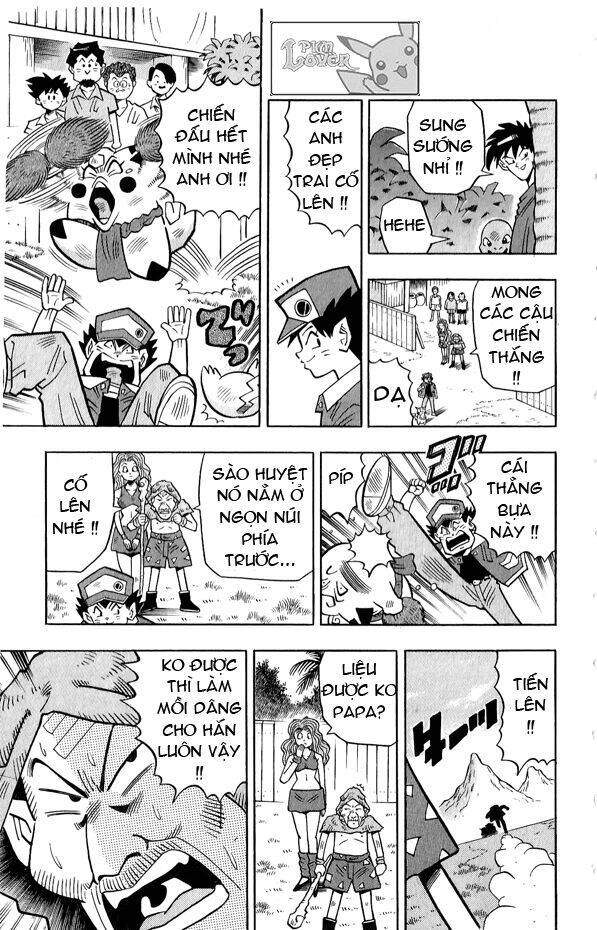 PKM
LOVER
SUNG
SƯỚNG
NHỈ !!
HEHE
MONG
CÁC CẬU
CHIẾN
THẮNG
!!
DẠ
CÁC
ANH
ĐẸP
TRAI CỐ
LÊN !!
CHIẾN
ĐẤU HẾT
MÌNH NHÉ
ANH ƠI !!
CÁI
THẰNG
BỰA
NÀY !!
PÍP
SÀO HUYỆT
NÓ NẰM Ở
NGỌN NÚI
PHÍA
TRƯỚC...
CỐ
LÊN
NHÉ !!
TIẾN
LÊN
!!
LIỆU
ĐƯỢC KO
PAPA?
KO ĐƯỢC
THÌ LÀM
MỒI DÂNG
CHO HẮN
LUÔN VẬY
!!